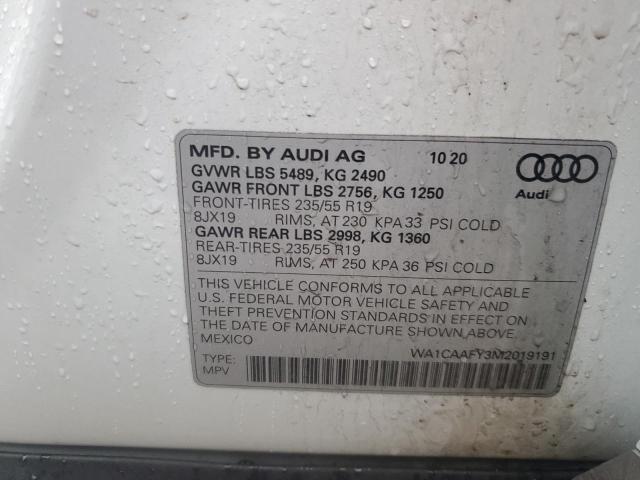 MFD. BY AUDI AG 10 20
GVWR LBS 5489, KG 2490
GAWR FRONT LBS 2756, KG 1250
FRONT-TIRES 235/55 R19
8JX19 RIMS, AT 230 KPA 33 PSI COLD
GAWR REAR LBS 2998, KG 1360
REAR-TIRES 235/55 R19
8JX19 RIMS, AT 250 KPA 36 PSI COLD
Audi
THIS VEHICLE CONFORMS TO ALL APPLICABLE
U.S. FEDERAL MOTOR VEHICLE SAFETY AND
THEFT PREVENTION STANDARDS IN EFFECT ON
THE DATE OF MANUFACTURE SHOWN ABOVE.
MEXICO
WA1CAAFY3M2019191
TYPE:
MPV